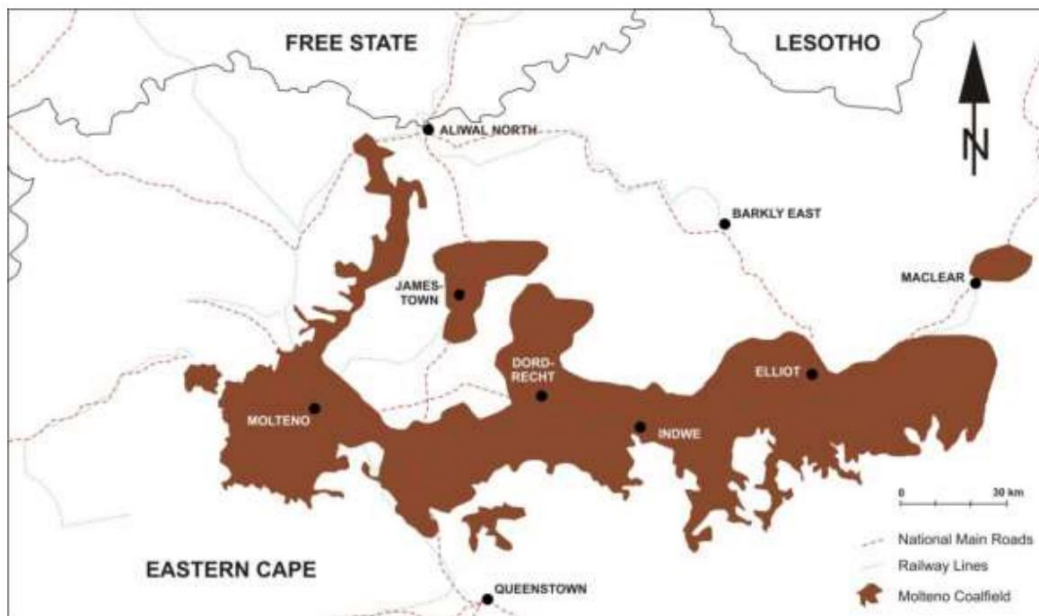 FREE STATE
LESOTHO
N
ALIWAL NORTH
BARKLY EAST
MACLEAR
JAMES-
TOWN
DORD-
RECHT
ELLIOT
MOLTENO
INDWE
0 30 km
National Main Roads
Railway Lines
Molteno Coalfield
EASTERN CAPE
QUEENSTOWN